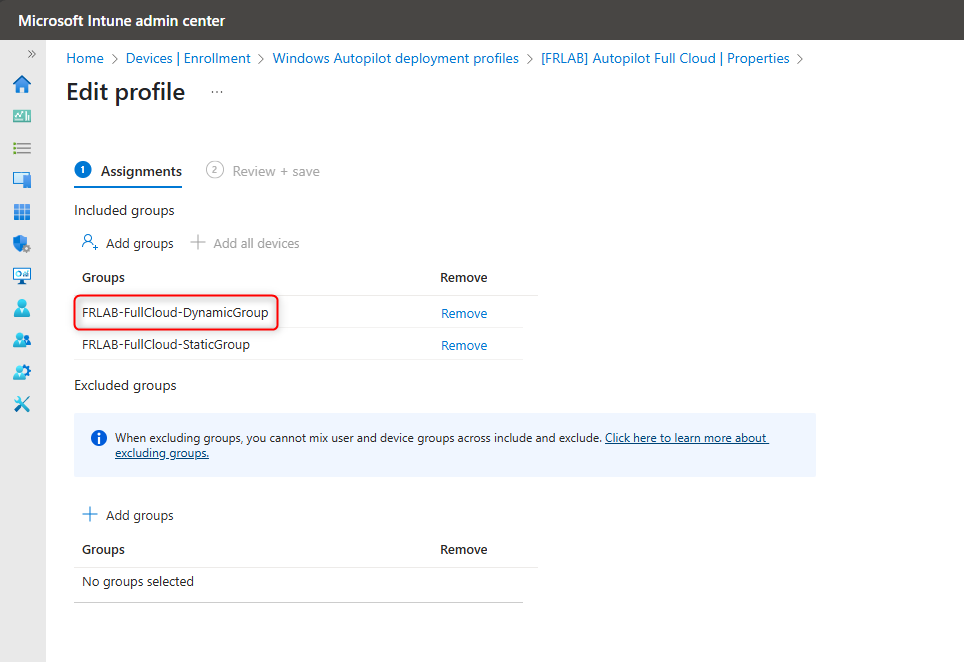 Microsoft Intune admin center
Home > Devices | Enrollment > Windows Autopilot deployment profiles > [FRLAB] Autopilot Full Cloud | Properties >
Edit profile ...
1 Assignments 2 Review + save
Included groups
Add groups Add all devices
Groups Remove
FRLAB-FullCloud-DynamicGroup Remove
FRLAB-FullCloud-StaticGroup Remove
Excluded groups
When excluding groups, you cannot mix user and device groups across include and exclude. Click here to learn more about
excluding groups.
Add groups
Groups Remove
No groups selected